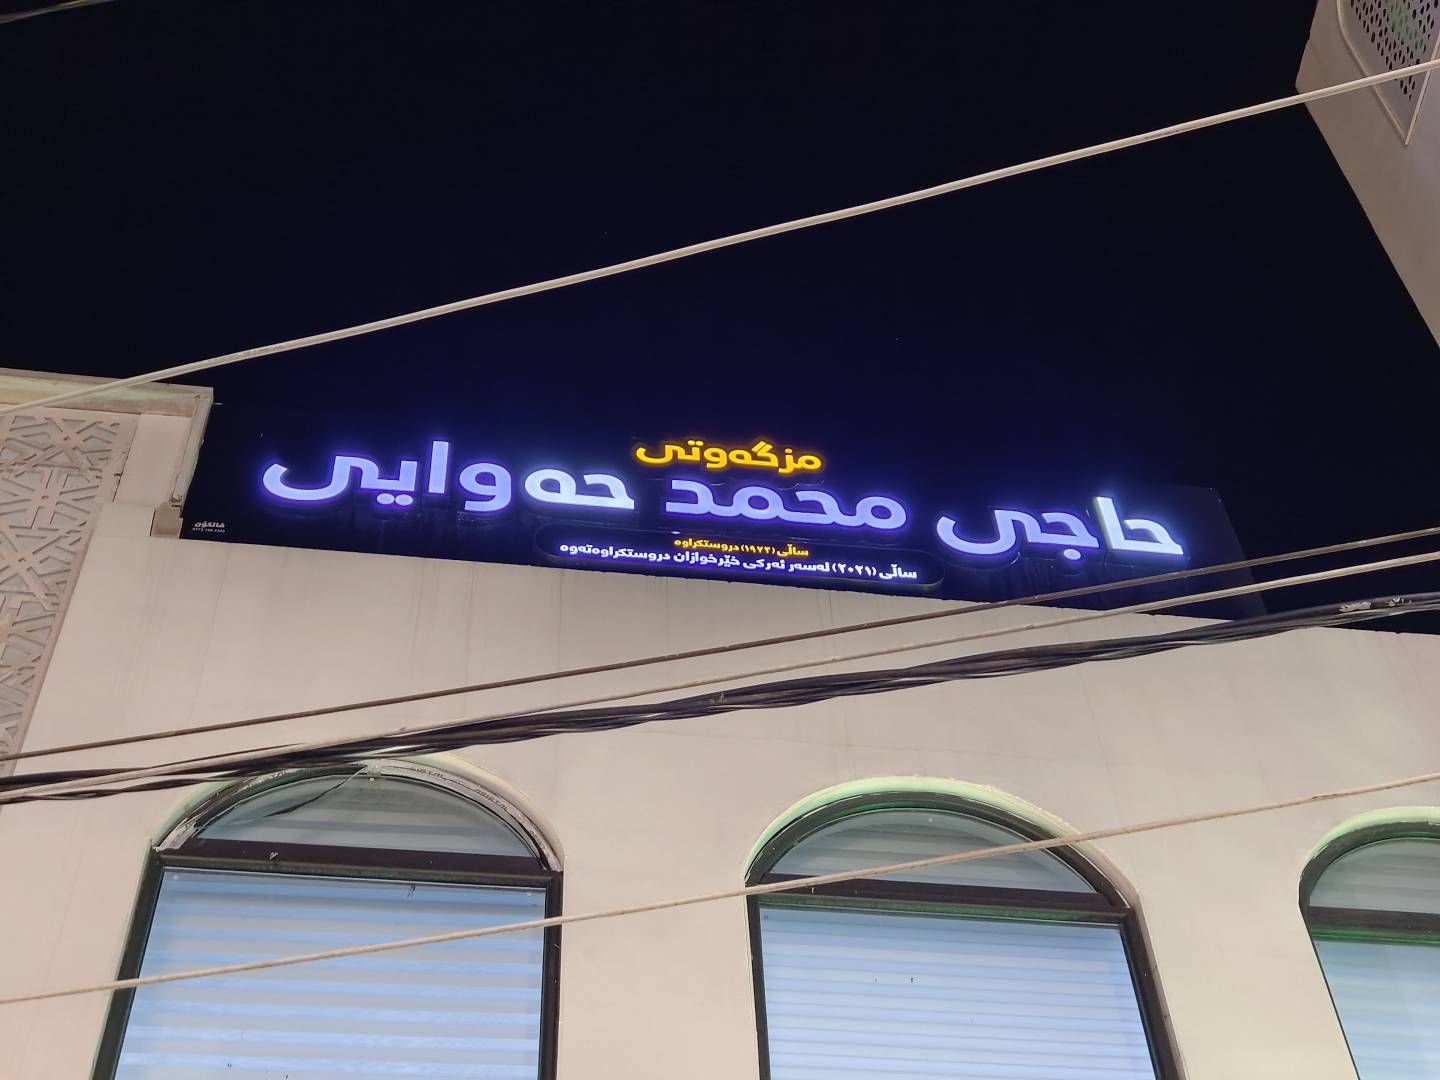 مزگەوتی
حاجی محمد حەوایی
ساڵی (١٩٧٢) دروستکراوە
ساڵی (٢٠٢١) لەسەر ئەرکی خێرخوازان دروستکراوەتەوە